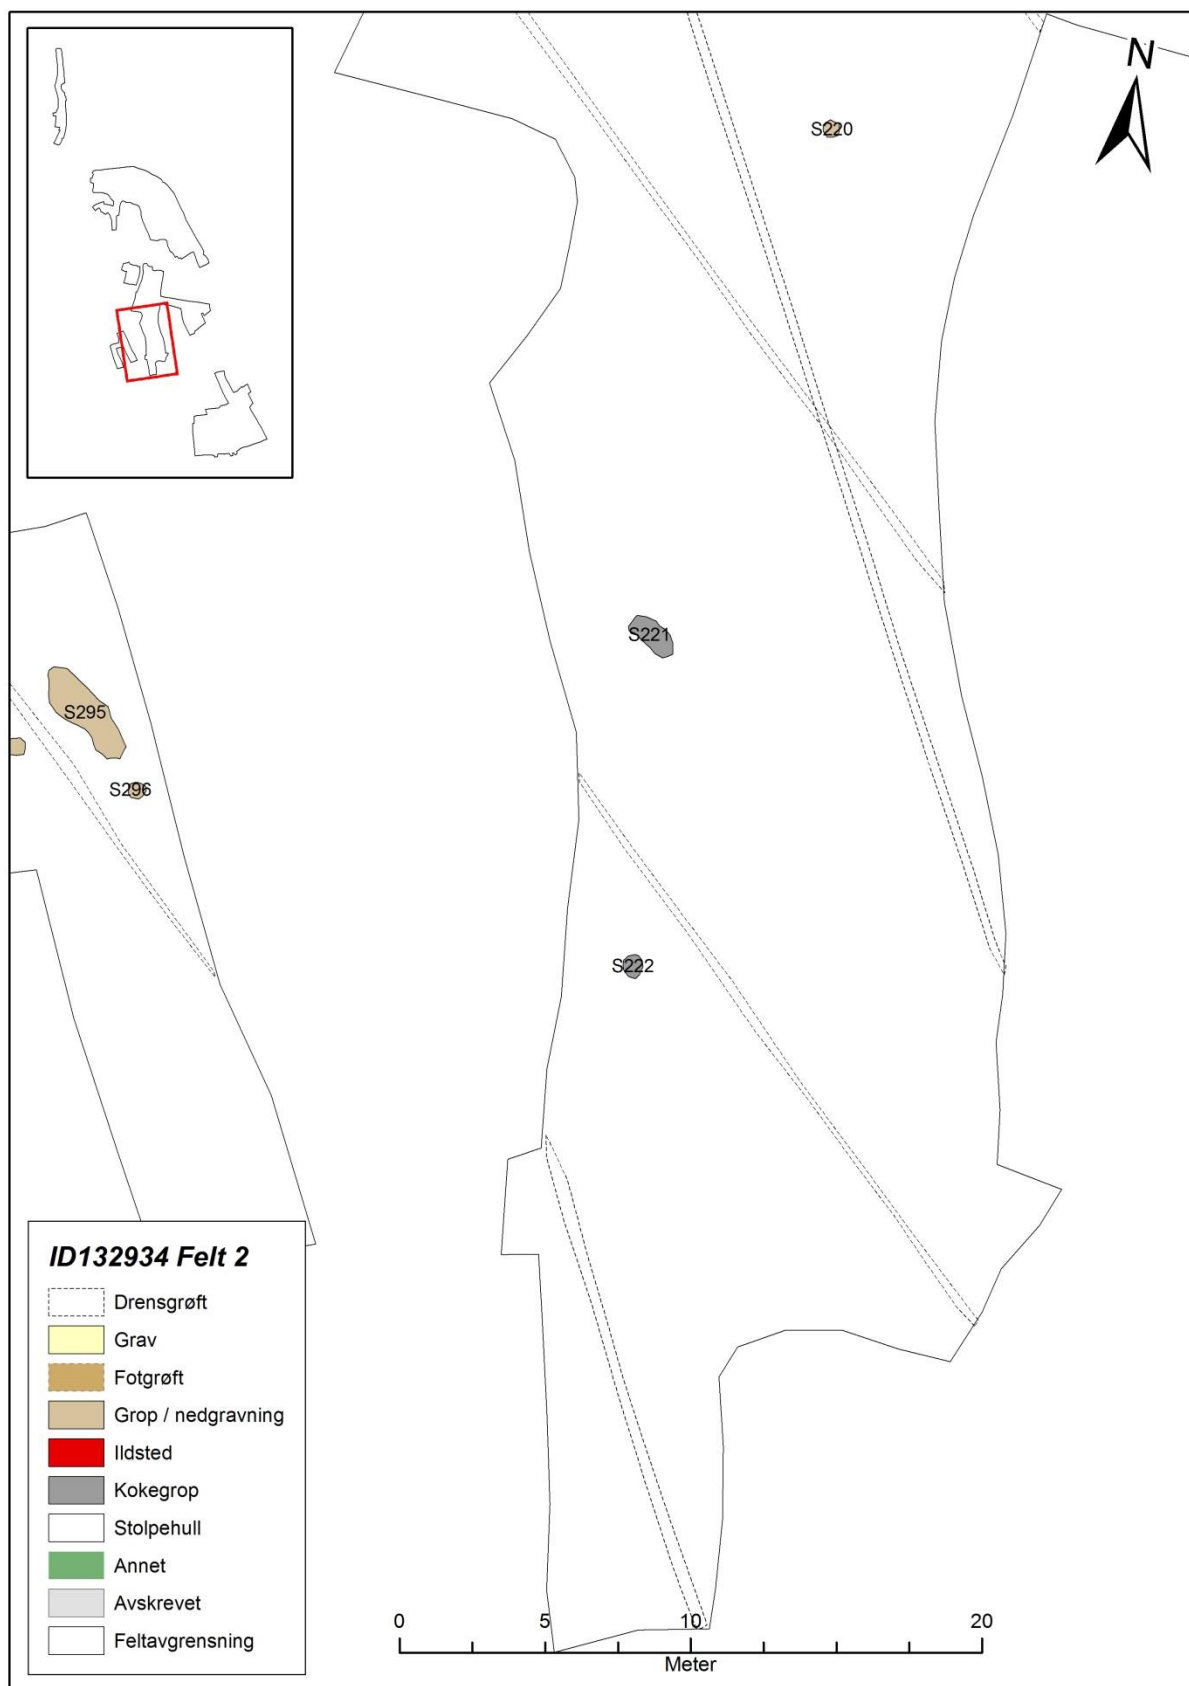 N
S220
S221
S295
S296
S222
ID132934 Felt 2
Drensgrøft
Grav
Fotgrøft
Grop / nedgravning
Ildsted
Kokegrop
Stolpehull
Annet
Avskrevet
Feltavgrensning
0 5 10 20
Meter